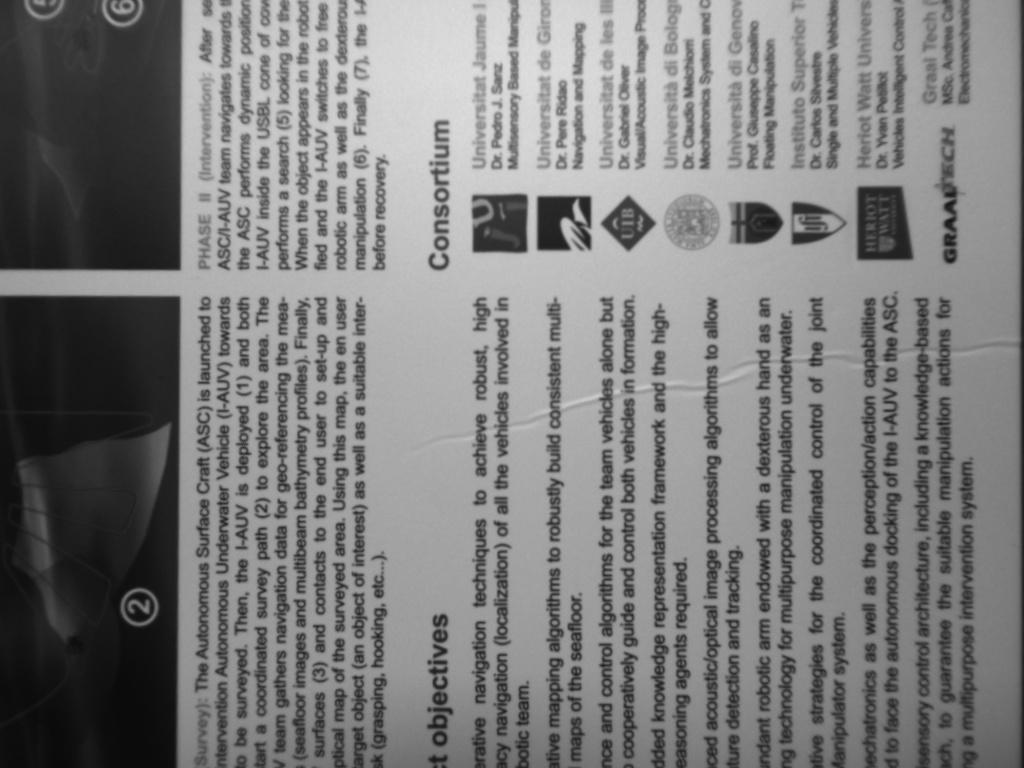 2
Survey): The Autonomous Surface Craft (ASC) is launched to
ntervention Autonomous Underwater Vehicle (I-AUV) towards
to be surveyed. Then, the I-AUV is deployed (1) and both
tart a coordinated survey path (2) to explore the area. The
V team gathers navigation data for geo-referencing the mea-
s (seafloor images and multibeam bathymetry profiles). Finally,
surfaces (3) and contacts to the end user to set-up and
ptical map of the surveyed area. Using this map, the en user
target object (an object of interest) as well as a suitable inter-
sk (grasping, hooking, etc...).
ct objectives
erative navigation techniques to achieve robust, high
acy navigation (localization) of all the vehicles involved in
botic team.
ative mapping algorithms to robustly build consistent multi-
maps of the seafloor.
nce and control algorithms for the team vehicles alone but
o cooperatively guide and control both vehicles in formation.
dded knowledge representation framework and the high-
easoning agents required.
ced acoustic/optical image processing algorithms to allow
ture detection and tracking.
undant robotic arm endowed with a dexterous hand as an
ng technology for multipurpose manipulation underwater.
ative strategies for the coordinated control of the joint
Manipulator system.
mechatronics as well as the perception/action capabilities
d to face the autonomous docking of the I-AUV to the ASC.
sensory control architecture, including a knowledge-based
ach, to guarantee the suitable manipulation actions for
g a multipurpose intervention system.
5
6
PHASE II (Intervention): After se
ASC/I-AUV team navigates towards th
the ASC performs dynamic position
I-AUV inside the USBL cone of cov
performs a search (5) looking for the
When the object appears in the robot
fied and the I-AUV switches to free
robotic arm as well as the dexterous
manipulation (6). Finally (7), the I-A
before recovery.
Consortium
Universitat Jaume I
Dr. Pedro J. Sanz
Multisensory Based Manipul
Universitat de Giron
Dr. Pere Ridao
Navigation and Mapping
UIB
Universitat de les Ill
Dr. Gabriel Oliver
Visual/Acoustic Image Proc
Università di Bologn
Dr. Claudio Melchiorri
Mechatronics System and C
Università di Genov
Prof. Giuseppe Casalino
Floating Manipulation
Instituto Superior T
Dr. Carlos Silvestre
Single and Multiple Vehicles
HERIOT
WATT
Heriot Watt Univers
Dr. Yvan Petillot
Vehicles Intelligent Control A
GRAALTECH
Graal Tech (
MSc. Andrea Caf
Electromechanica